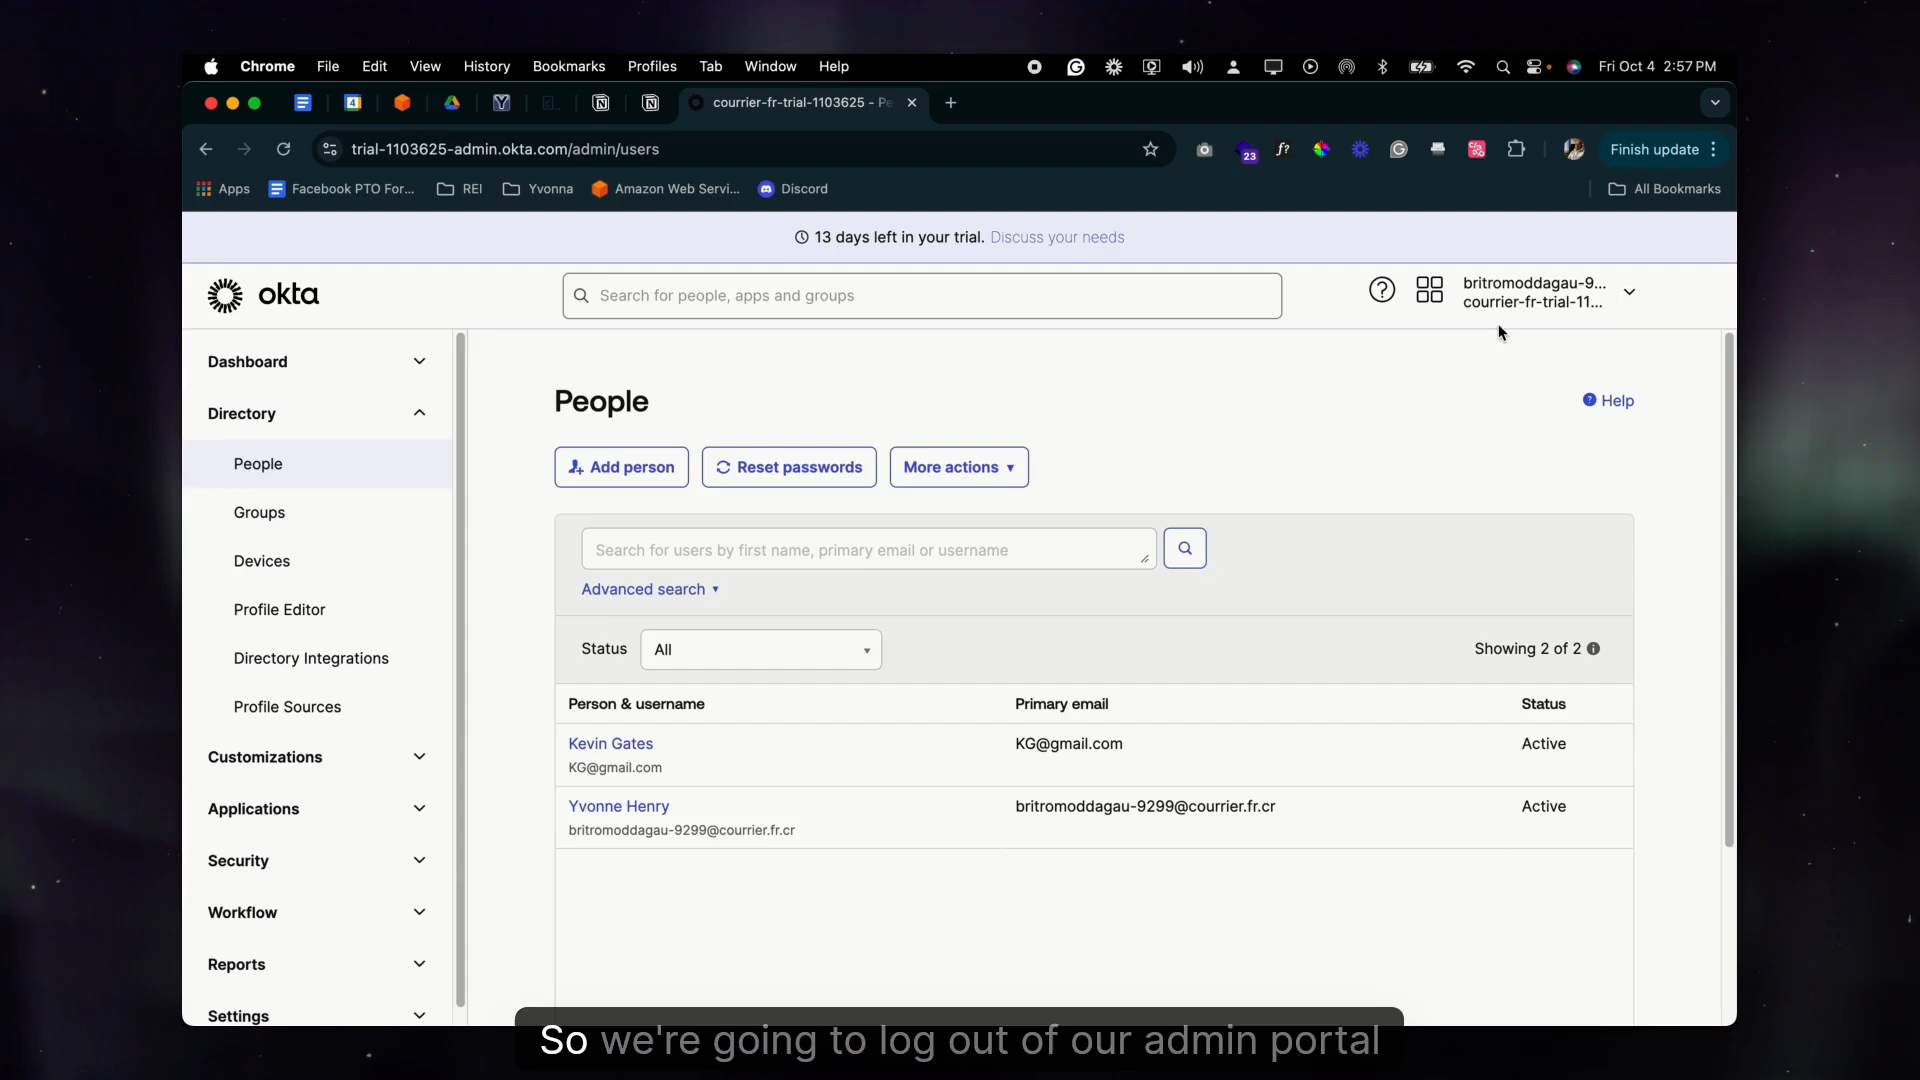 Chrome File Edit View History Bookmarks Profiles Tab Window Help
Fri Oct 4 2:57 PM
4
courrier-fr-trial-1103625 - Pe
trial-1103625-admin.okta.com/admin/users
23
f?
Finish update
Apps Facebook PTO For... REI Yvonna Amazon Web Servi... Discord All Bookmarks
13 days left in your trial. Discuss your needs
okta
Search for people, apps and groups
britromoddagau-9...
courrier-fr-trial-11...
Dashboard
Directory
People
Groups
Devices
Profile Editor
Directory Integrations
Profile Sources
Customizations
Applications
Security
Workflow
Reports
Settings
People
Help
Add person Reset passwords More actions
Search for users by first name, primary email or username
Advanced search
Status All Showing 2 of 2
Person & username Primary email Status
Kevin Gates KG@gmail.com Active
KG@gmail.com
Yvonne Henry britromoddagau-9299@courrier.fr.cr Active
britromoddagau-9299@courrier.fr.cr
So we're going to log out of our admin portal